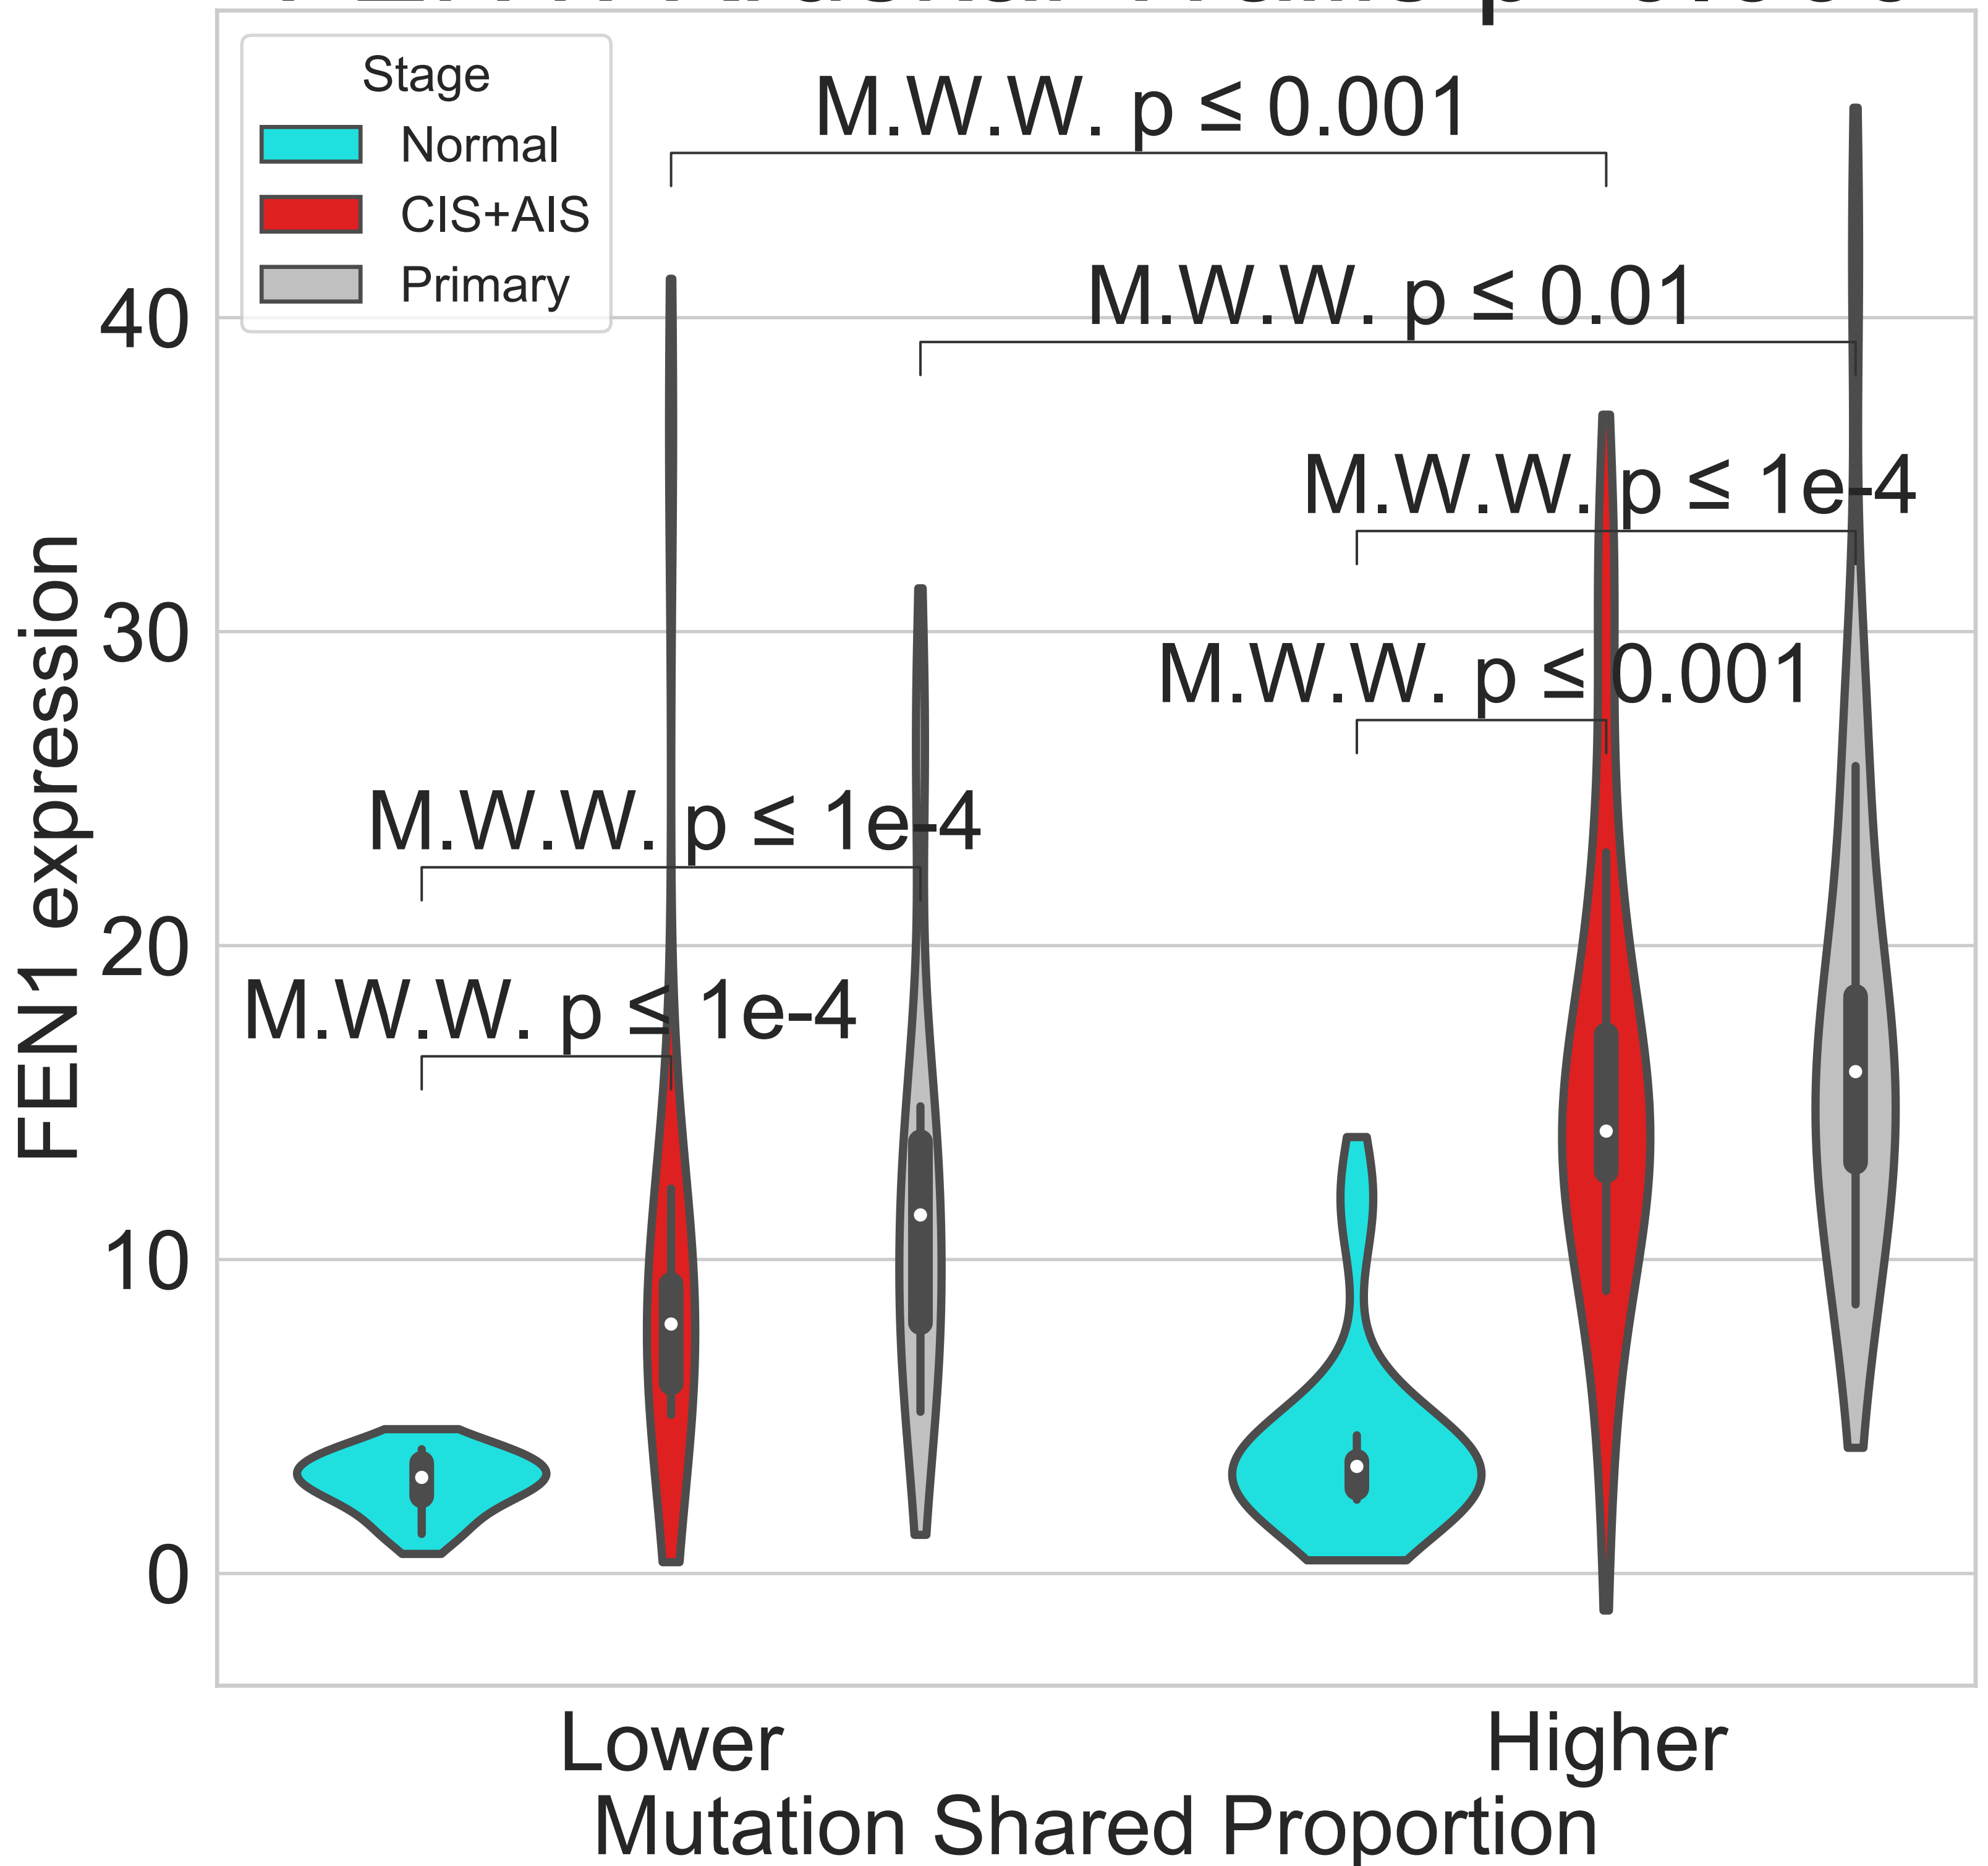 Stage
Normal
CIS+AIS
Primary
M.W.W. p ≤ 0.001
M.W.W. p ≤ 0.01
M.W.W. p ≤ 1e-4
M.W.W. p ≤ 0.001
M.W.W. p ≤ 1e-4
M.W.W. p ≤ 1e-4
40
30
20
10
0
FEN1 expression
Lower
Higher
Mutation Shared Proportion